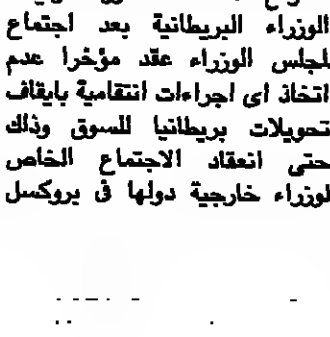 الوزراء البريطانية بعد اجتماع
لمجلس الوزراء عقد مؤخرا عدم
اتخاذ اى اجراءات انتقامية بايقاف
تحويلات بريطانيا للسوق وذلك
حتى انعقاد الاجتماع الخاص
لوزراء خارجية دولها فى بروكسل